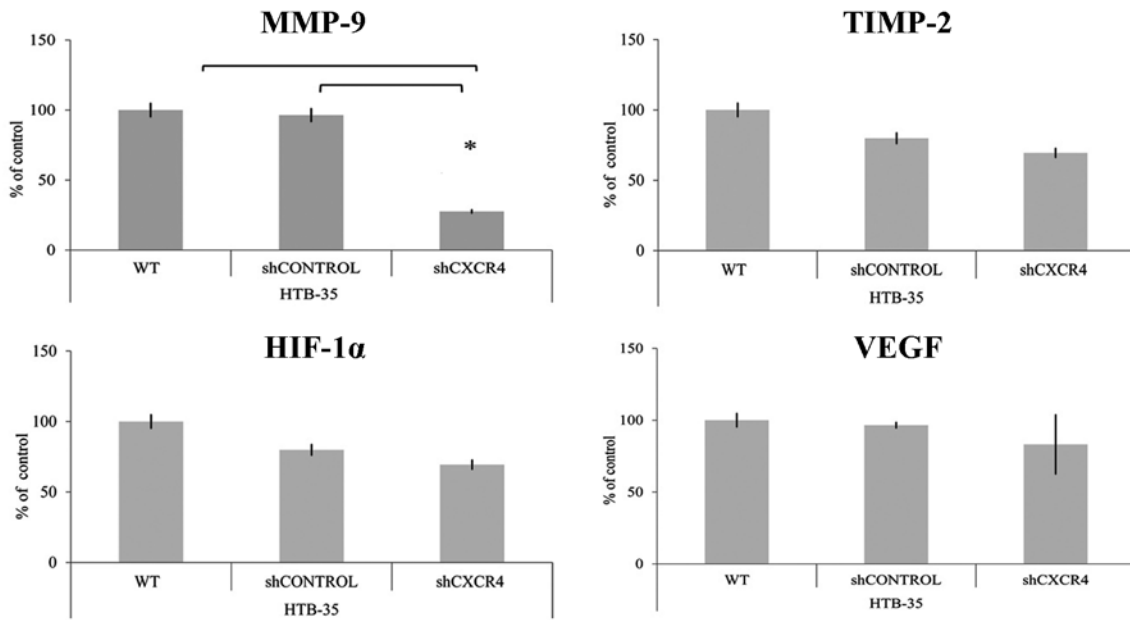 MMP-9
150
100
50
0
% of control
*
WT shCONTROL shCXCR4
HTB-35
TIMP-2
150
100
50
0
% of control
WT shCONTROL shCXCR4
HTB-35
HIF-1α
150
100
50
0
% of control
WT shCONTROL shCXCR4
HTB-35
VEGF
150
100
50
0
% of control
WT shCONTROL shCXCR4
HTB-35